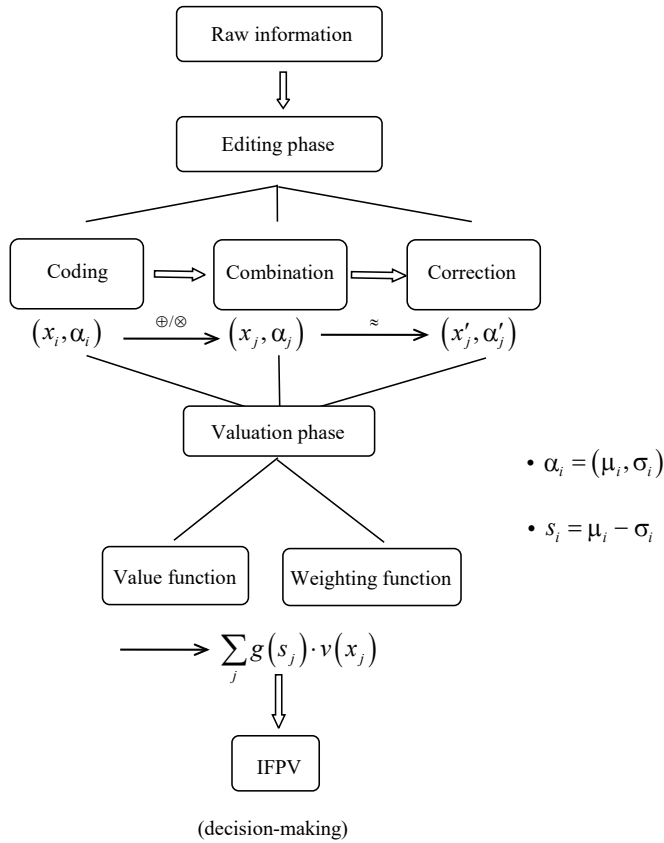 Raw information
Editing phase
Coding
Combination
Correction
(x_i, α_i)
⊕/⊗
(x_j, α_j)
≈
(x′_j, α′_j)
Valuation phase
• α_i = (μ_i, σ_i)
• s_i = μ_i − σ_i
Value function
Weighting function
∑_j g(s_j)·v(x_j)
IFPV
(decision-making)